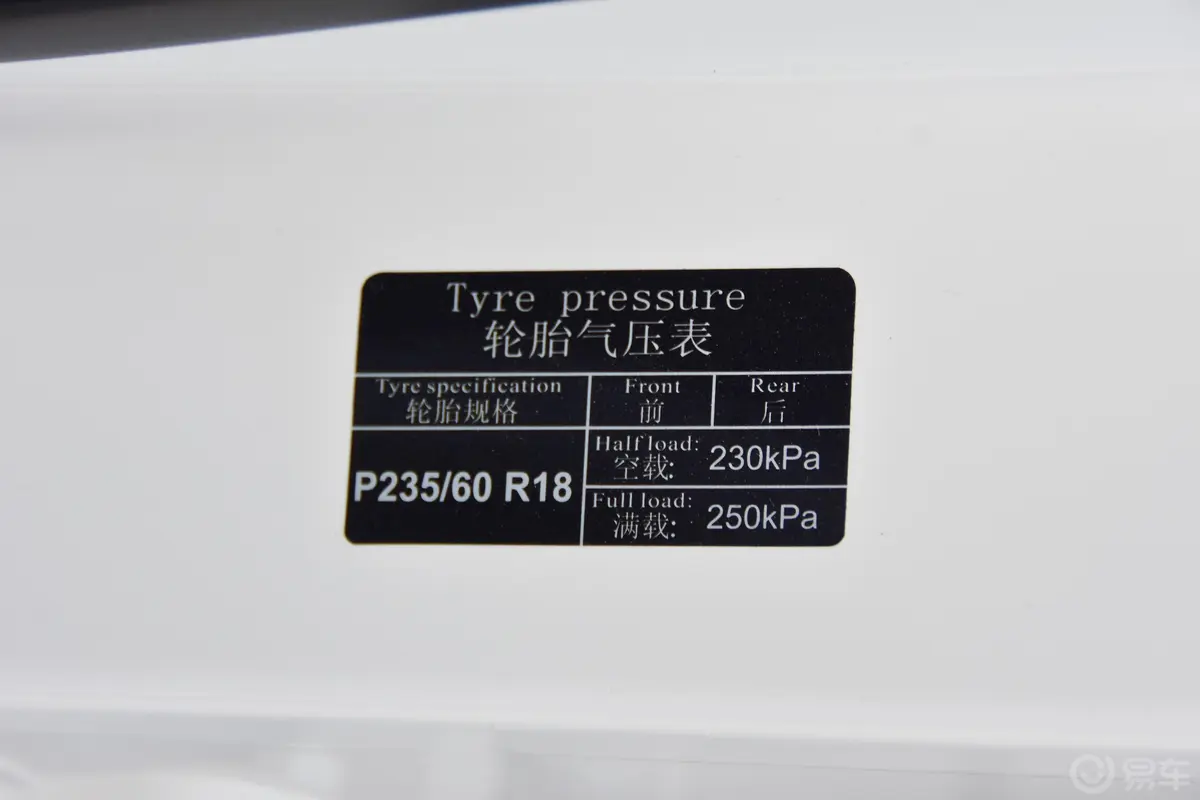 Tyre pressure
轮胎气压表
Tyre specification Front Rear
轮胎规格 前 后
P235/60 R18
Half load: 230kPa
空载:
Full load: 250kPa
满载:
易车